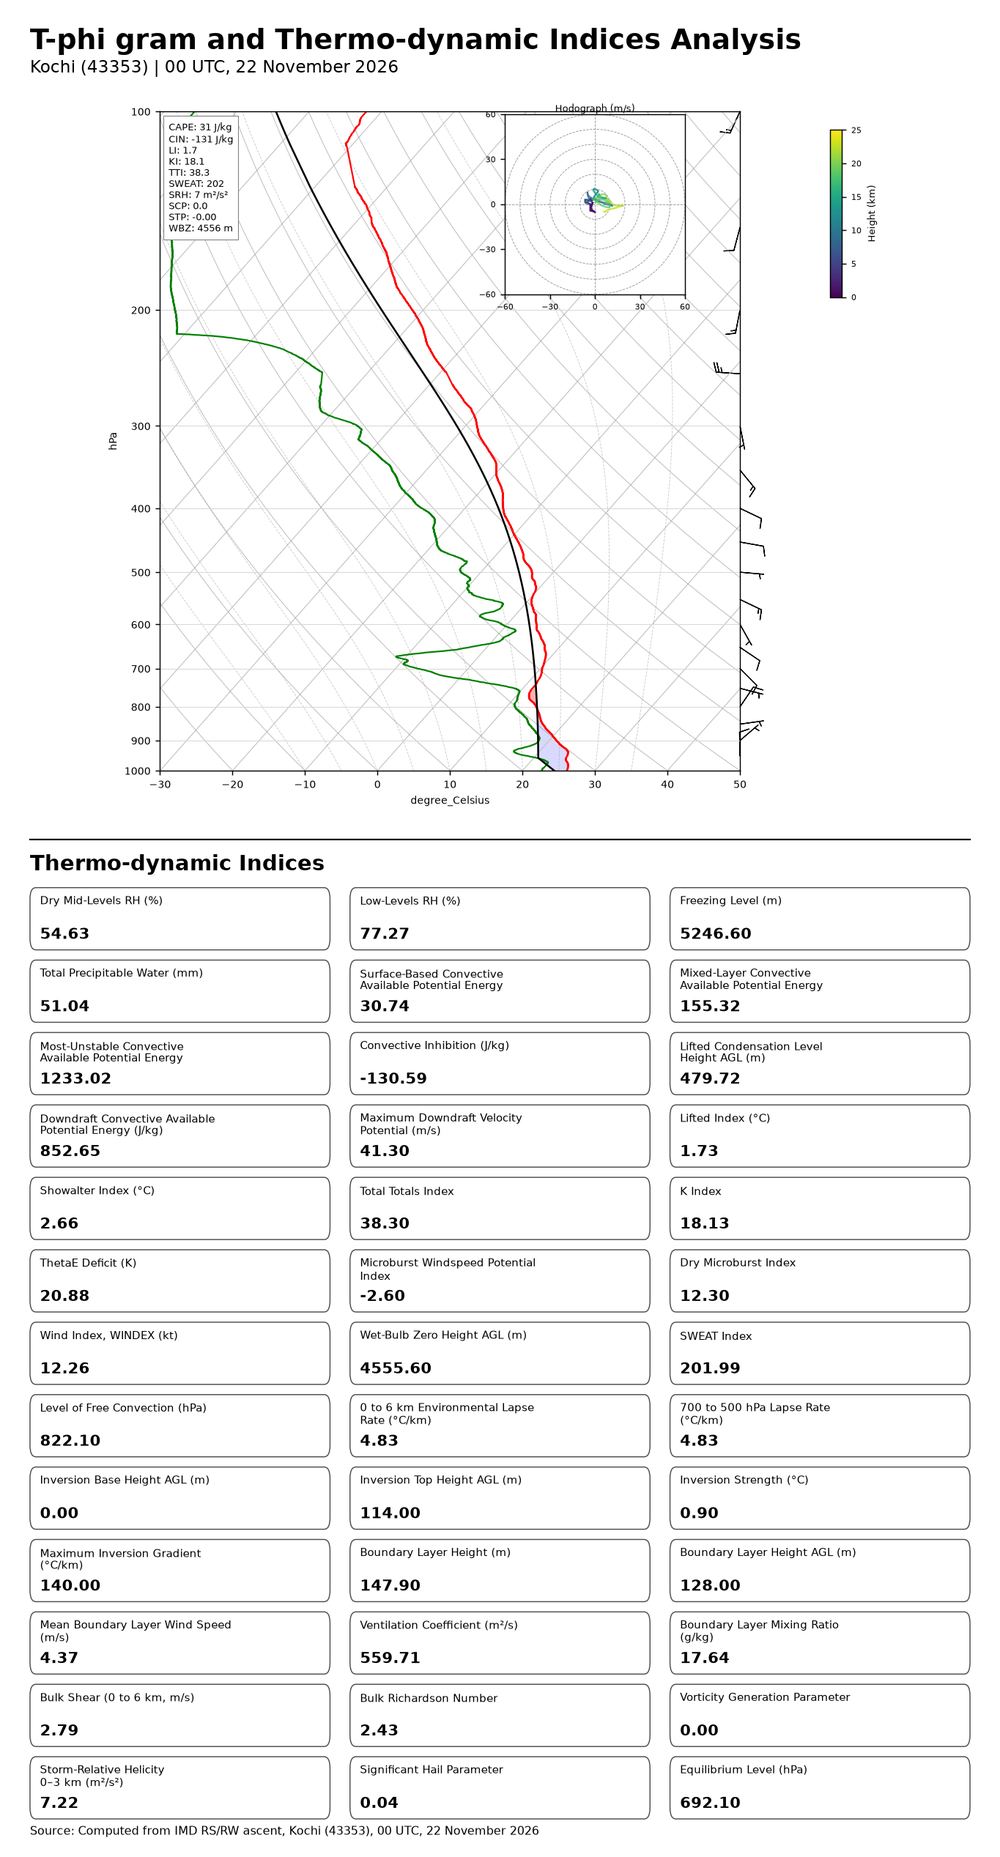 T-phi gram and Thermo-dynamic Indices Analysis
Kochi (43353) | 00 UTC, 22 November 2026
Hodograph (m/s)
CAPE: 31 J/kg
CIN: -131 J/kg
LI: 1.7
KI: 18.1
TTI: 38.3
SWEAT: 202
SRH: 7 m²/s²
SCP: 0.0
STP: -0.00
WBZ: 4556 m
60
30
0
−30
−60
−60 −30 0 30 60
25
20
15
10
5
0
Height (km)
100
200
300
400
500
600
700
800
900
1000
hPa
−30 −20 −10 0 10 20 30 40 50
degree_Celsius
Thermo-dynamic Indices
Dry Mid-Levels RH (%)
54.63
Low-Levels RH (%)
77.27
Freezing Level (m)
5246.60
Total Precipitable Water (mm)
51.04
Surface-Based Convective
Available Potential Energy
30.74
Mixed-Layer Convective
Available Potential Energy
155.32
Most-Unstable Convective
Available Potential Energy
1233.02
Convective Inhibition (J/kg)
-130.59
Lifted Condensation Level
Height AGL (m)
479.72
Downdraft Convective Available
Potential Energy (J/kg)
852.65
Maximum Downdraft Velocity
Potential (m/s)
41.30
Lifted Index (°C)
1.73
Showalter Index (°C)
2.66
Total Totals Index
38.30
K Index
18.13
ThetaE Deficit (K)
20.88
Microburst Windspeed Potential
Index
-2.60
Dry Microburst Index
12.30
Wind Index, WINDEX (kt)
12.26
Wet-Bulb Zero Height AGL (m)
4555.60
SWEAT Index
201.99
Level of Free Convection (hPa)
822.10
0 to 6 km Environmental Lapse
Rate (°C/km)
4.83
700 to 500 hPa Lapse Rate
(°C/km)
4.83
Inversion Base Height AGL (m)
0.00
Inversion Top Height AGL (m)
114.00
Inversion Strength (°C)
0.90
Maximum Inversion Gradient
(°C/km)
140.00
Boundary Layer Height (m)
147.90
Boundary Layer Height AGL (m)
128.00
Mean Boundary Layer Wind Speed
(m/s)
4.37
Ventilation Coefficient (m²/s)
559.71
Boundary Layer Mixing Ratio
(g/kg)
17.64
Bulk Shear (0 to 6 km, m/s)
2.79
Bulk Richardson Number
2.43
Vorticity Generation Parameter
0.00
Storm-Relative Helicity
0–3 km (m²/s²)
7.22
Significant Hail Parameter
0.04
Equilibrium Level (hPa)
692.10
Source: Computed from IMD RS/RW ascent, Kochi (43353), 00 UTC, 22 November 2026